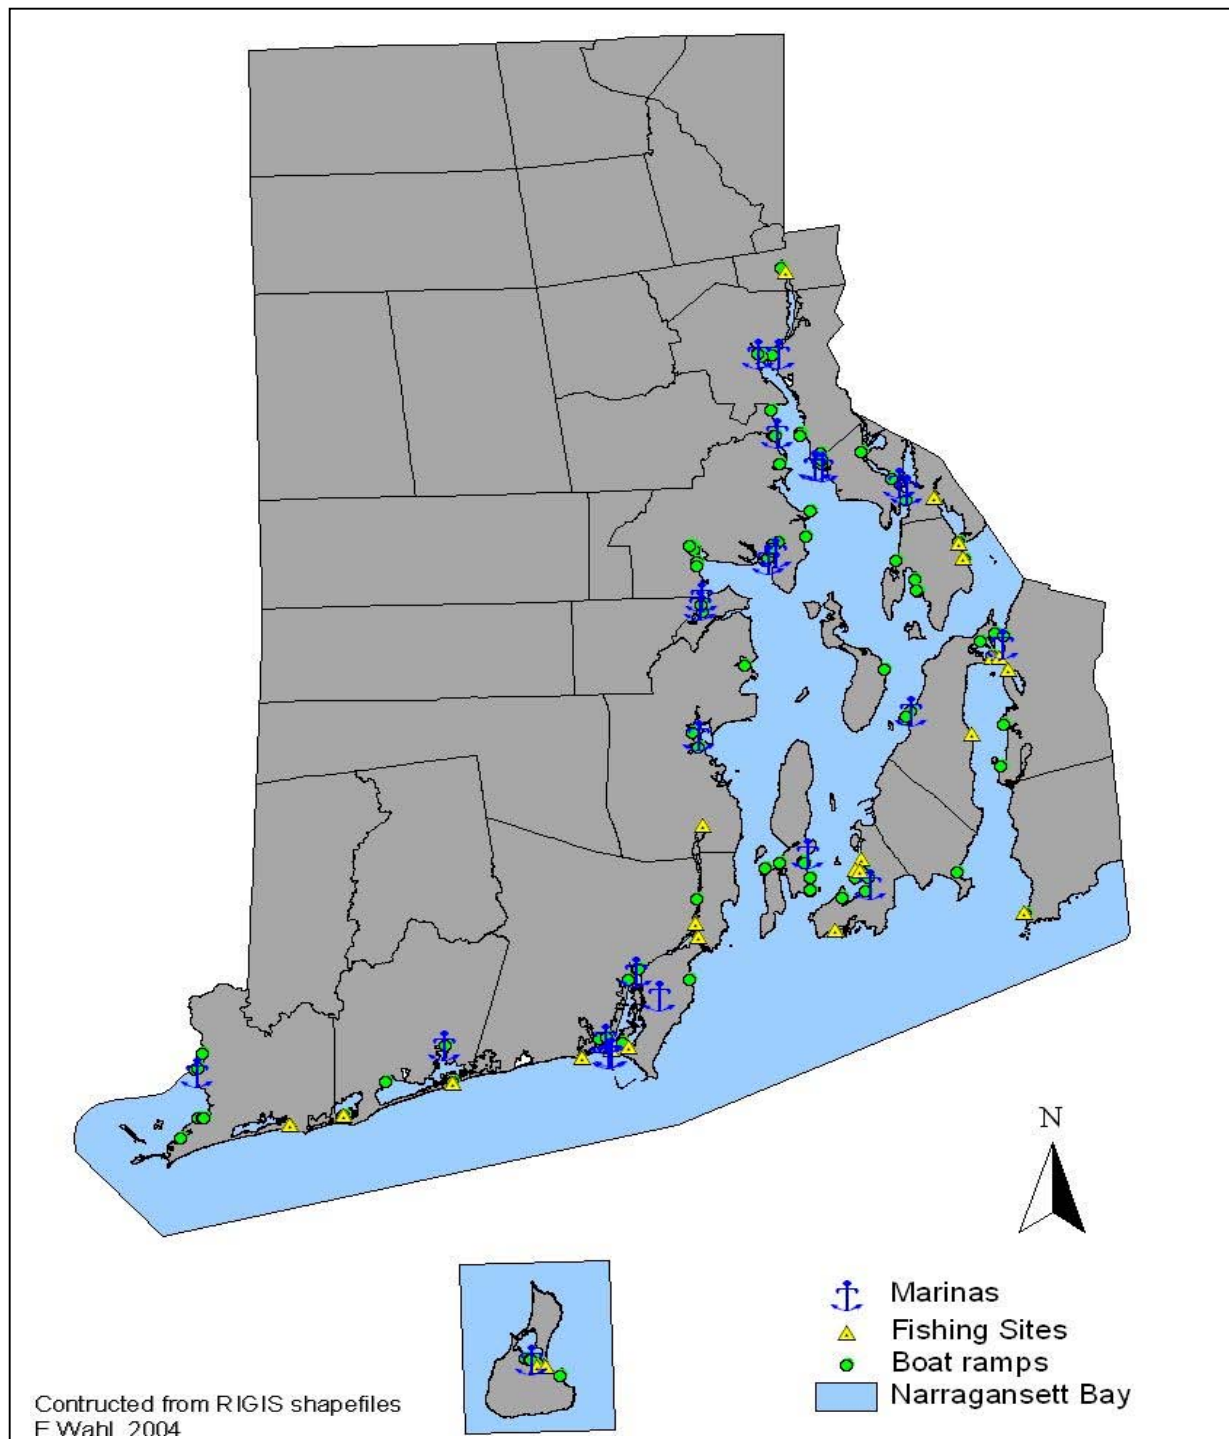 N
Marinas
Fishing Sites
Boat ramps
Narragansett Bay
Contructed from RIGIS shapefiles
E Wahl 2004